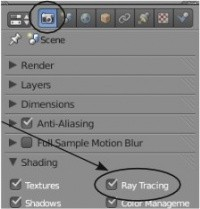 Scene
Render
Layers
Dimensions
Anti-Aliasing
Full Sample Motion Blur
Shading
Textures
Ray Tracing
Shadows
Color Manageme